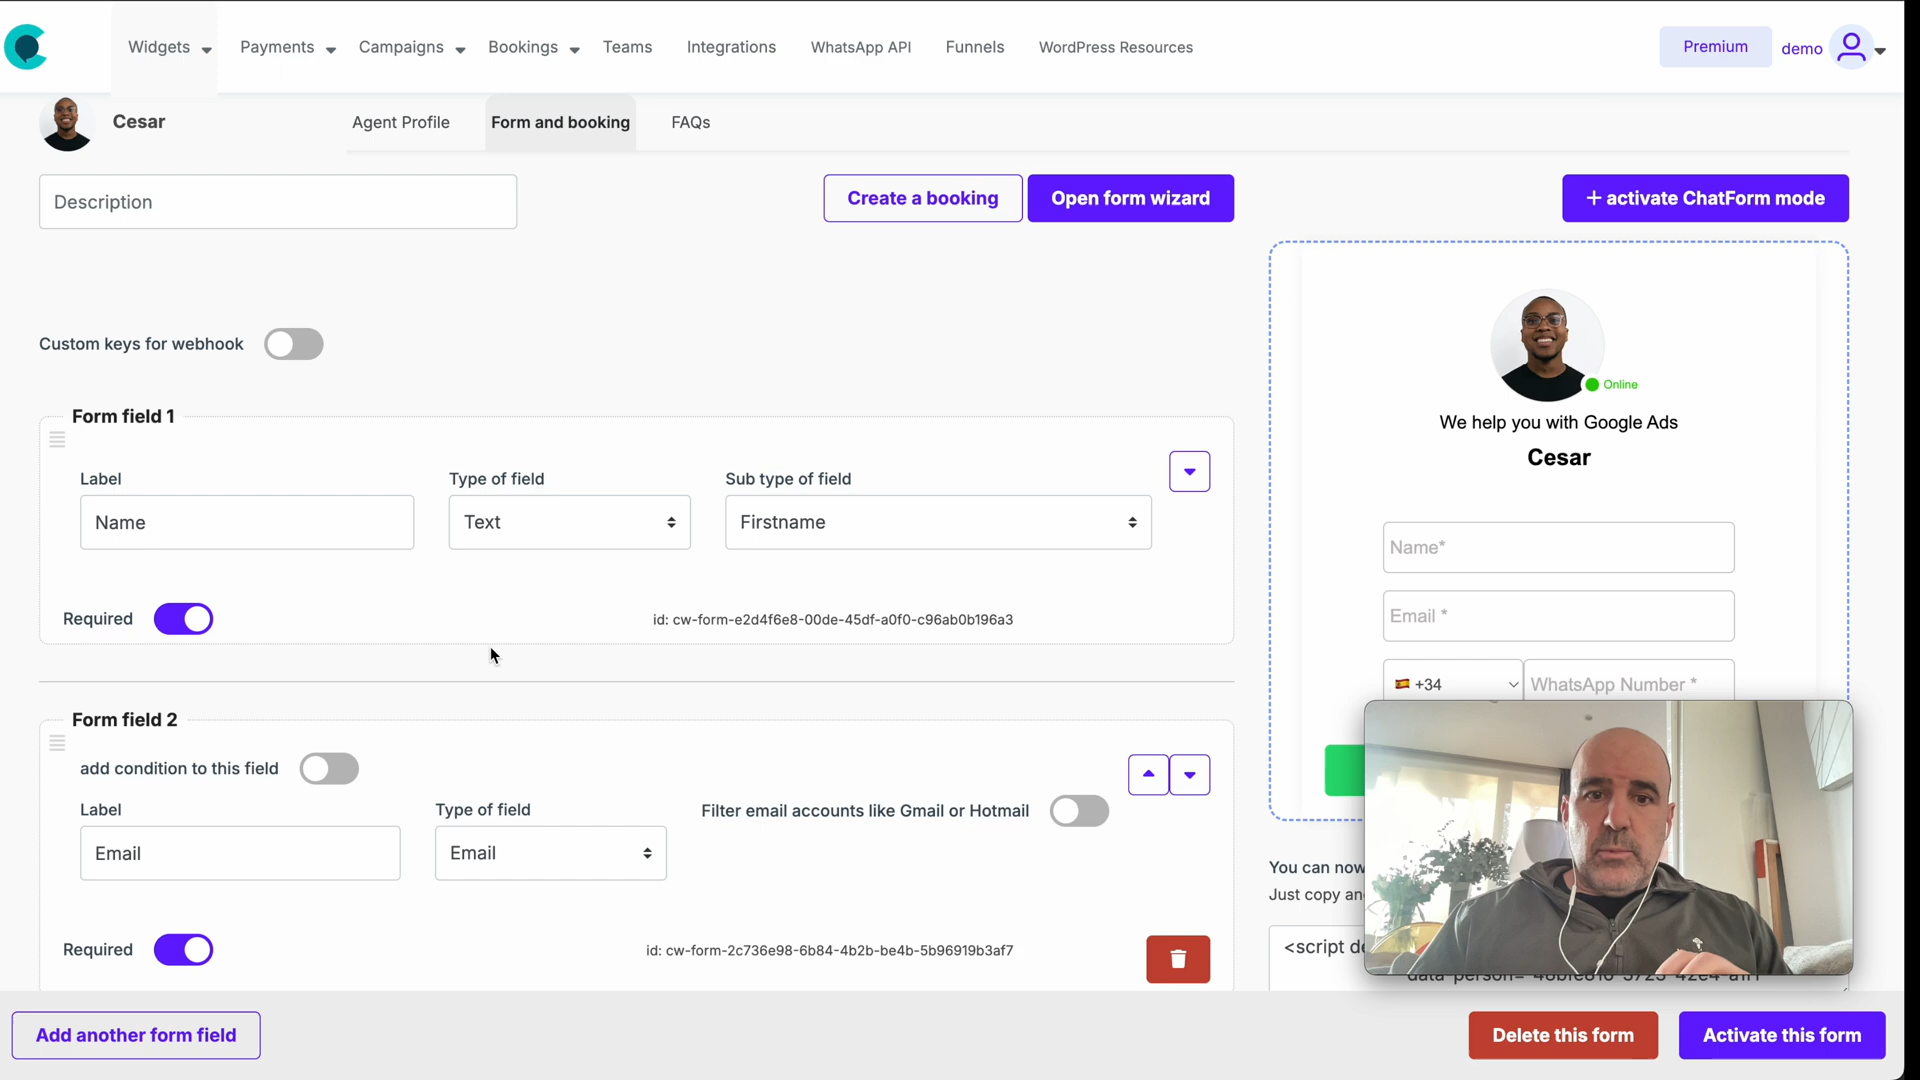 Widgets
Payments
Campaigns
Bookings
Teams
Integrations
WhatsApp API
Funnels
WordPress Resources
Premium
demo
Cesar
Agent Profile
Form and booking
FAQs
Description
Create a booking
Open form wizard
+ activate ChatForm mode
Custom keys for webhook
Online
We help you with Google Ads
Cesar
Form field 1
Label
Type of field
Sub type of field
Name
Text
Firstname
Name*
Email *
Required
id: cw-form-e2d4f6e8-00de-45df-a0f0-c96ab0b196a3
+34
WhatsApp Number *
Form field 2
add condition to this field
Label
Type of field
Filter email accounts like Gmail or Hotmail
Email
Email
You can now
Just copy an
Required
id: cw-form-2c736e98-6b84-4b2b-be4b-5b96919b3af7
<script de
Add another form field
Delete this form
Activate this form